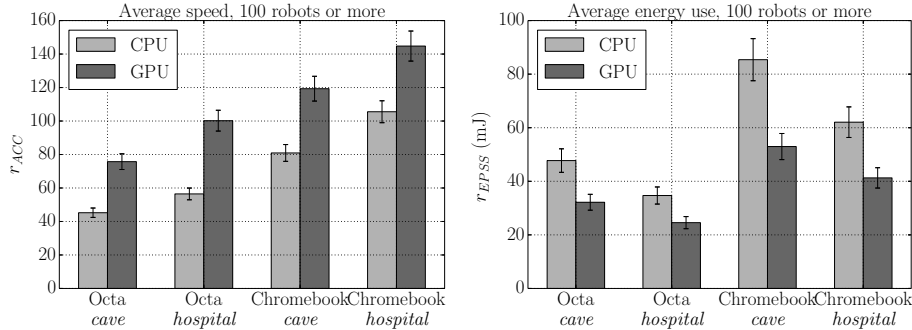 Average speed, 100 robots or more
r_ACC
160
140
120
100
80
60
40
20
0
CPU
GPU
Octa cave
Octa hospital
Chromebook cave
Chromebook hospital
Average energy use, 100 robots or more
r_EPSS (mJ)
80
60
40
20
0
CPU
GPU
Octa cave
Octa hospital
Chromebook cave
Chromebook hospital